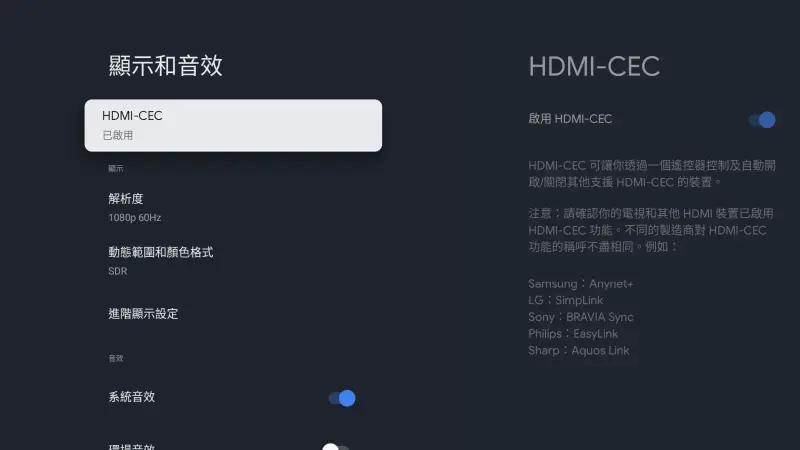 顯示和音效
HDMI-CEC
已啟用
顯示
解析度
1080p 60Hz
動態範圍和顏色格式
SDR
進階顯示設定
音效
系統音效
環場音效
HDMI-CEC
啟用 HDMI-CEC
HDMI-CEC 可讓你透過一個遙控器控制及自動開
啟/關閉其他支援 HDMI-CEC 的裝置。
注意：請確認你的電視和其他 HDMI 裝置已啟用
HDMI-CEC 功能。不同的製造商對 HDMI-CEC
功能的稱呼不盡相同。例如：
Samsung：Anynet+
LG：SimpLink
Sony：BRAVIA Sync
Philips：EasyLink
Sharp：Aquos Link